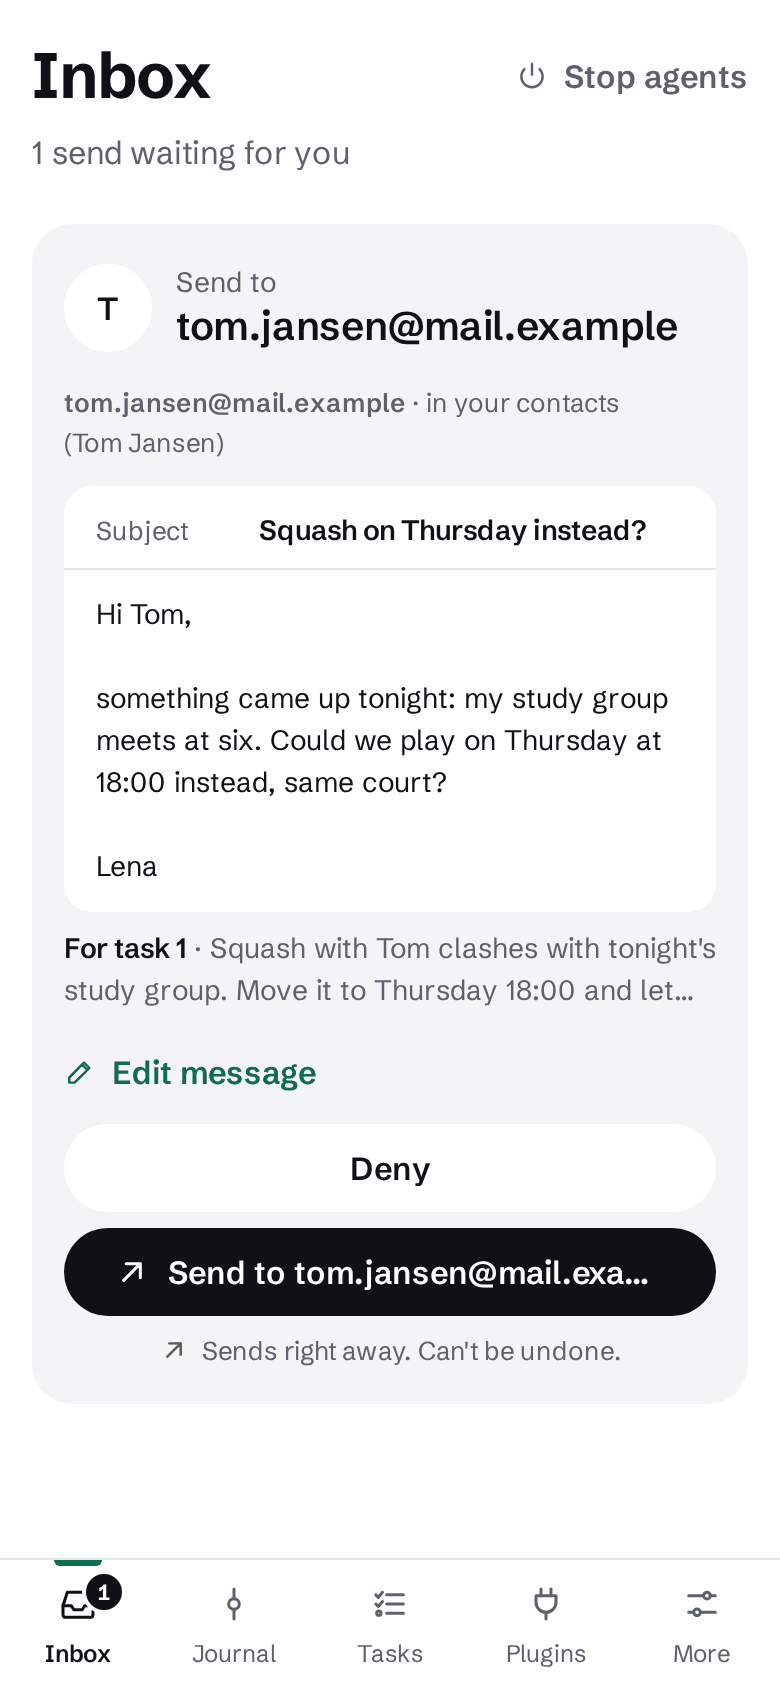 Inbox
Stop agents
1 send waiting for you
T
Send to
tom.jansen@mail.example
tom.jansen@mail.example · in your contacts
(Tom Jansen)
Subject
Squash on Thursday instead?
Hi Tom,
something came up tonight: my study group
meets at six. Could we play on Thursday at
18:00 instead, same court?
Lena
For task 1 · Squash with Tom clashes with tonight's
study group. Move it to Thursday 18:00 and let…
Edit message
Deny
Send to tom.jansen@mail.exa…
Sends right away. Can't be undone.
1
Inbox
Journal
Tasks
Plugins
More